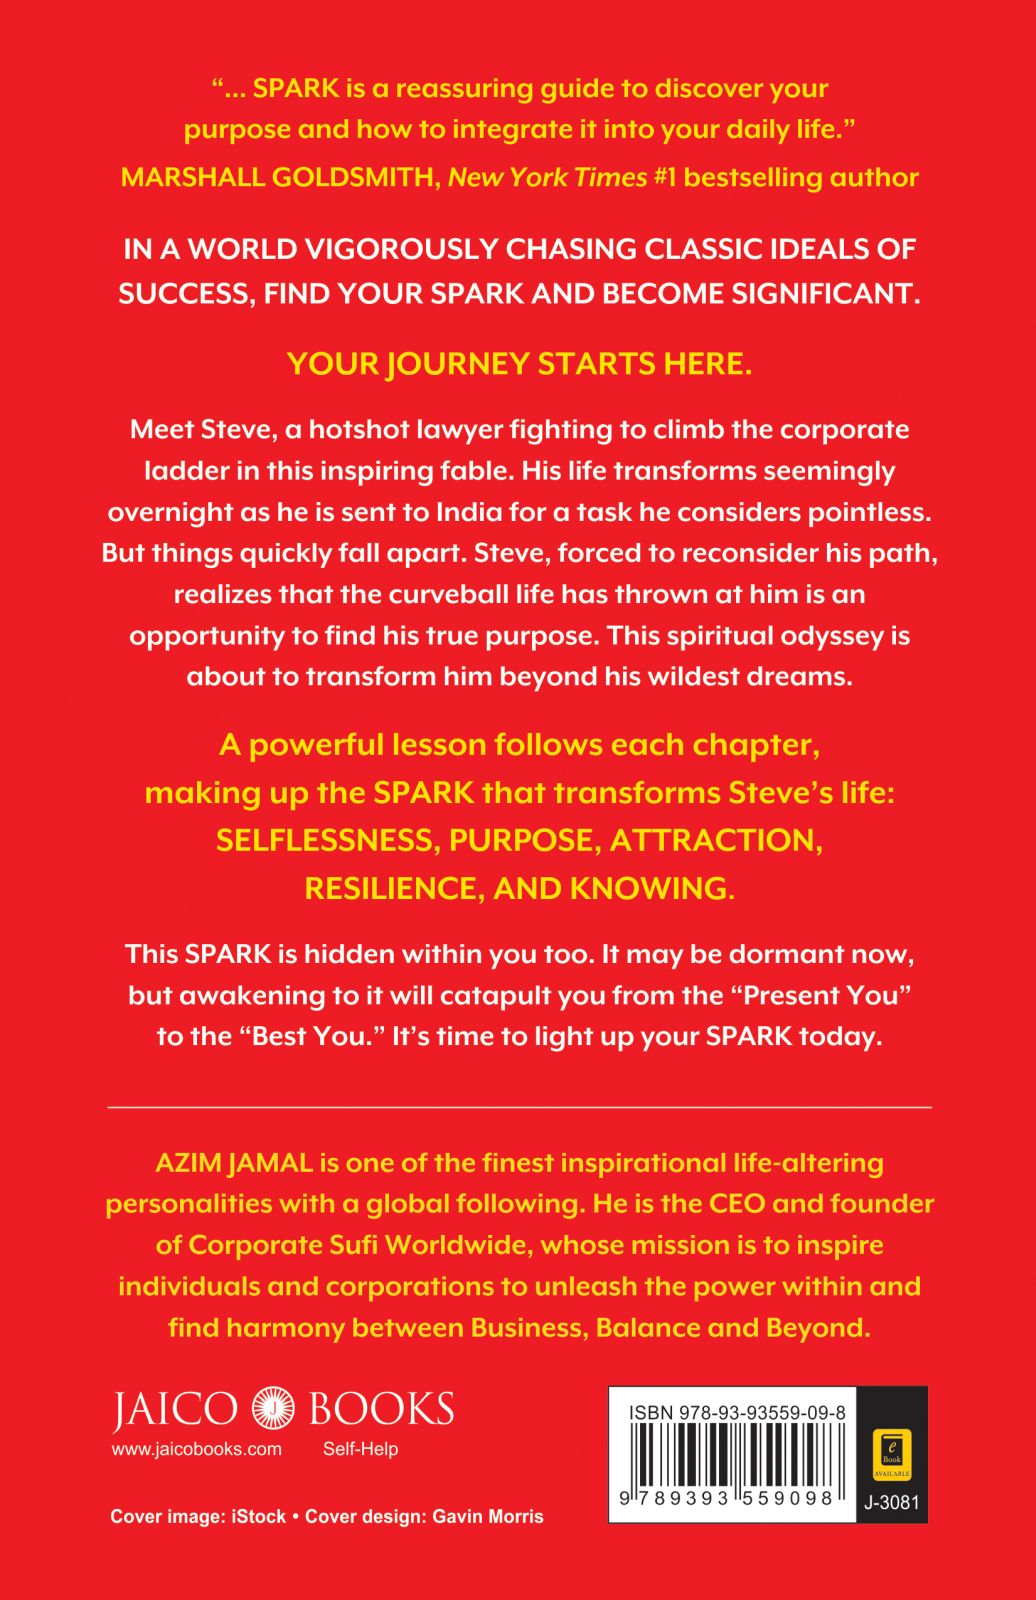 “... SPARK is a reassuring guide to discover your
purpose and how to integrate it into your daily life.”
MARSHALL GOLDSMITH, New York Times #1 bestselling author
IN A WORLD VIGOROUSLY CHASING CLASSIC IDEALS OF
SUCCESS, FIND YOUR SPARK AND BECOME SIGNIFICANT.
YOUR JOURNEY STARTS HERE.
Meet Steve, a hotshot lawyer fighting to climb the corporate
ladder in this inspiring fable. His life transforms seemingly
overnight as he is sent to India for a task he considers pointless.
But things quickly fall apart. Steve, forced to reconsider his path,
realizes that the curveball life has thrown at him is an
opportunity to find his true purpose. This spiritual odyssey is
about to transform him beyond his wildest dreams.
A powerful lesson follows each chapter,
making up the SPARK that transforms Steve’s life:
SELFLESSNESS, PURPOSE, ATTRACTION,
RESILIENCE, AND KNOWING.
This SPARK is hidden within you too. It may be dormant now,
but awakening to it will catapult you from the “Present You”
to the “Best You.” It’s time to light up your SPARK today.
AZIM JAMAL is one of the finest inspirational life-altering
personalities with a global following. He is the CEO and founder
of Corporate Sufi Worldwide, whose mission is to inspire
individuals and corporations to unleash the power within and
find harmony between Business, Balance and Beyond.
JAICO J BOOKS
www.jaicobooks.com Self-Help
Cover image: iStock • Cover design: Gavin Morris
ISBN 978-93-93559-09-8
9 789393 559098
e
Book
AVAILABLE
J-3081